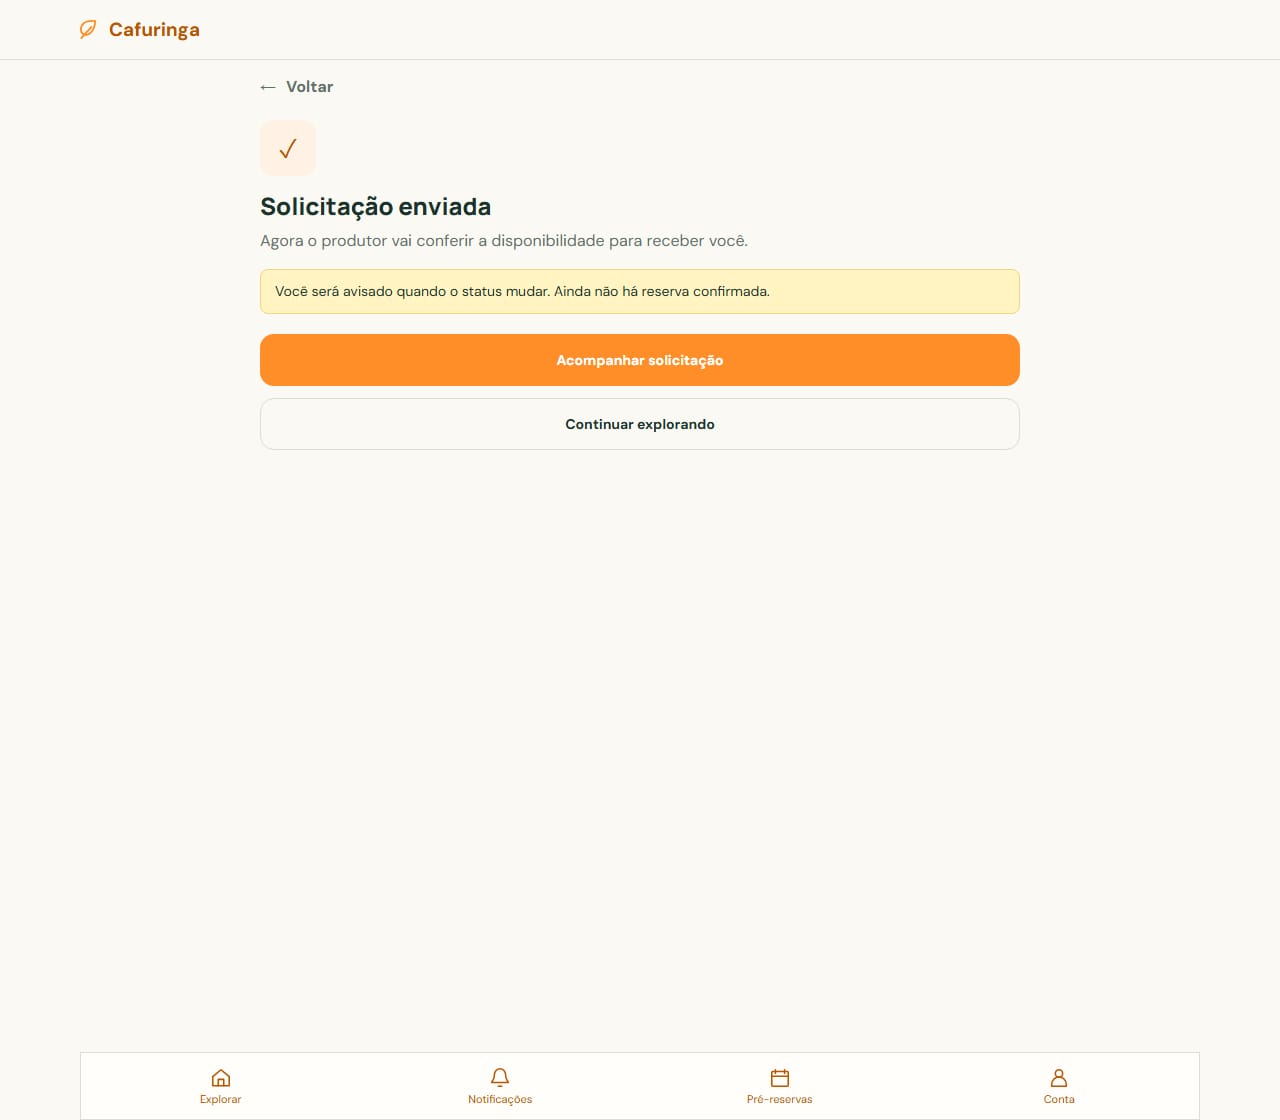 Cafuringa
← Voltar
✓
Solicitação enviada
Agora o produtor vai conferir a disponibilidade para receber você.
Você será avisado quando o status mudar. Ainda não há reserva confirmada.
Acompanhar solicitação
Continuar explorando
Explorar
Notificações
Pré-reservas
Conta